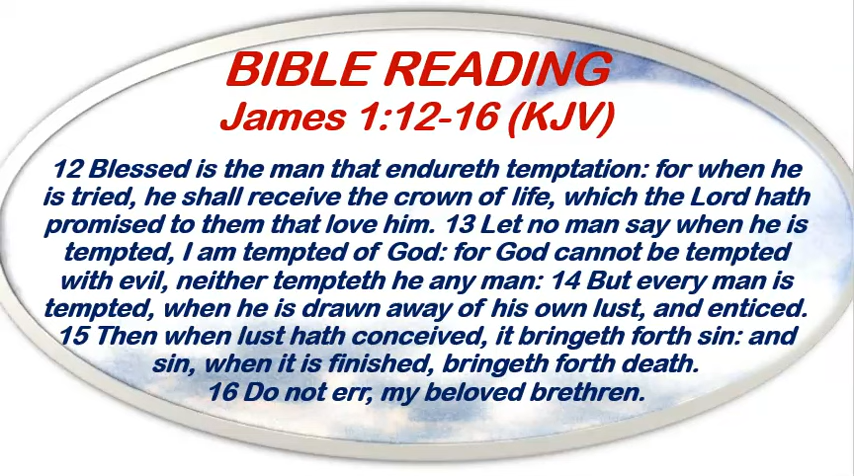 BIBLE READING
James 1:12-16 (KJV)
12 Blessed is the man that endureth temptation: for when he
is tried, he shall receive the crown of life, which the Lord hath
promised to them that love him. 13 Let no man say when he is
tempted, I am tempted of God: for God cannot be tempted
with evil, neither tempteth he any man: 14 But every man is
tempted, when he is drawn away of his own lust, and enticed.
15 Then when lust hath conceived, it bringeth forth sin: and
sin, when it is finished, bringeth forth death.
16 Do not err, my beloved brethren.